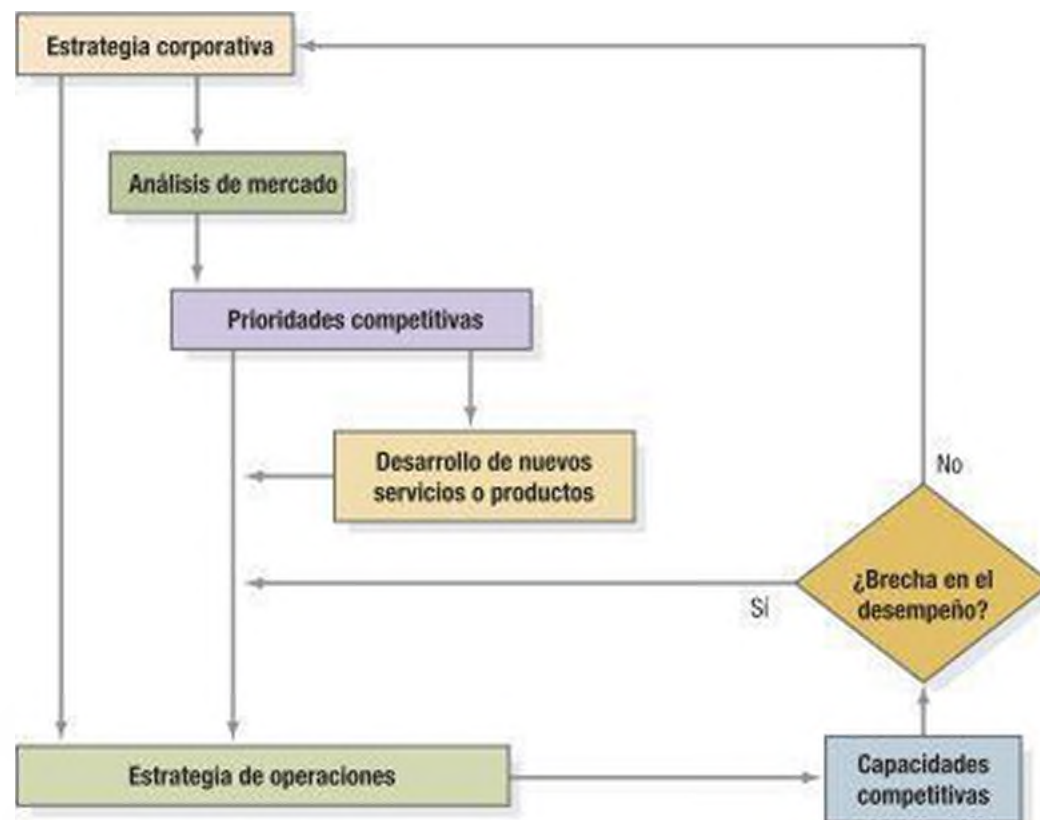 Estrategia corporativa
Análisis de mercado
Prioridades competitivas
Desarrollo de nuevos
servicios o productos
No
¿Brecha en el
desempeño?
Sí
Estrategia de operaciones
Capacidades
competitivas